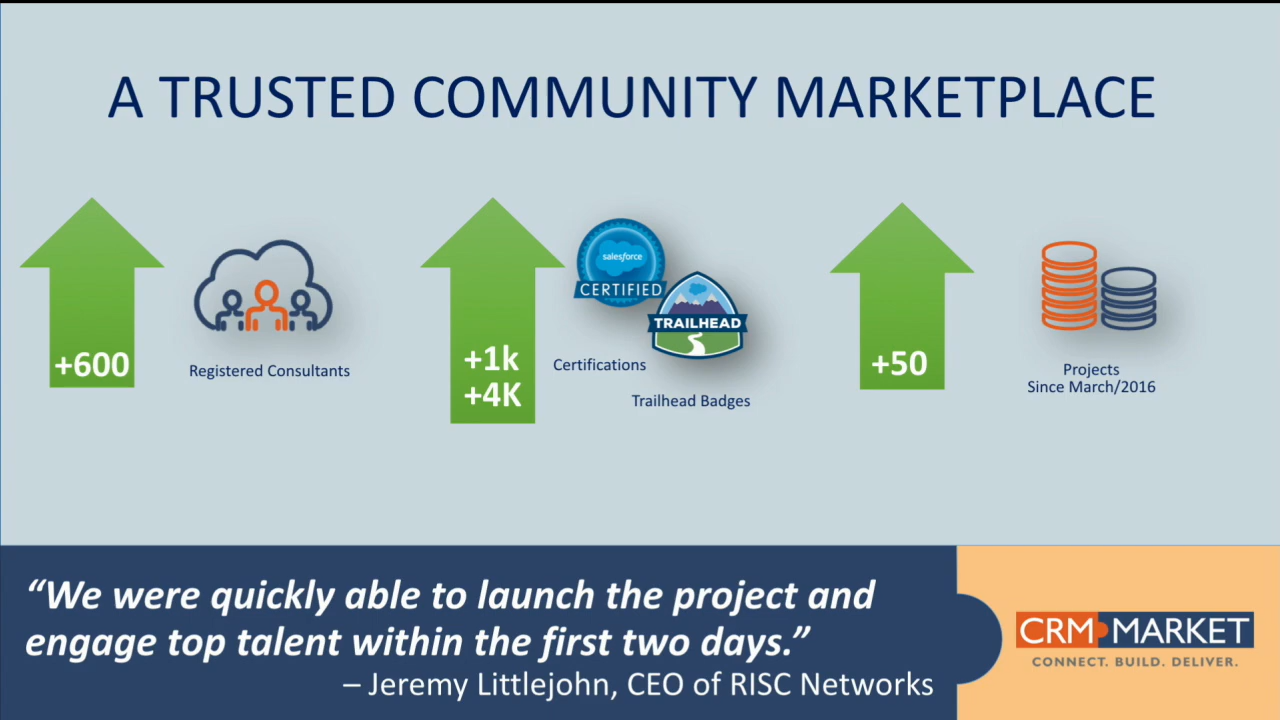 A TRUSTED COMMUNITY MARKETPLACE
+600
Registered Consultants
+1k
+4K
salesforce
CERTIFIED
TRAILHEAD
Certifications
Trailhead Badges
+50
Projects
Since March/2016
“We were quickly able to launch the project and
engage top talent within the first two days.”
– Jeremy Littlejohn, CEO of RISC Networks
CRM MARKET
CONNECT. BUILD. DELIVER.